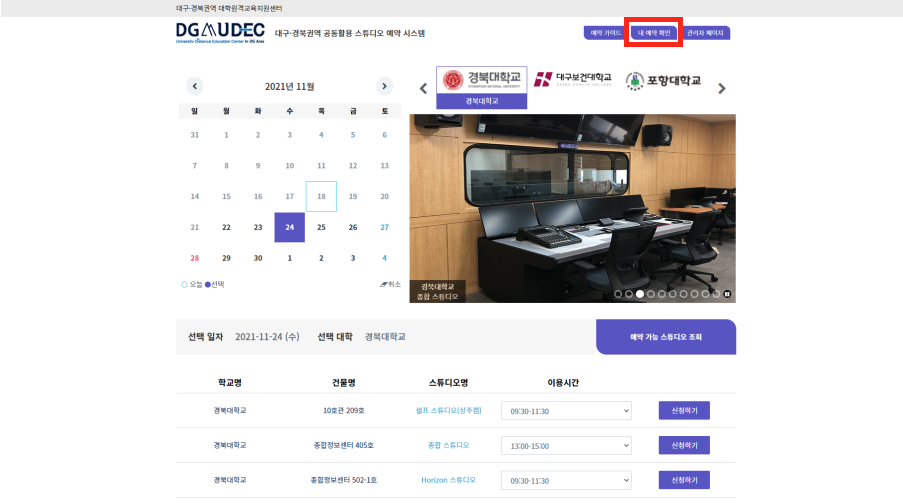 대구·경북권역 대학원격교육지원센터
DGUDEC 대구·경북권역 공동활용 스튜디오 예약 시스템
University Distance Education Center in DG Area
예약 가이드 내 예약 확인 관리자 페이지
2021년 11월
일 월 화 수 목 금 토
31 1 2 3 4 5 6
7 8 9 10 11 12 13
14 15 16 17 18 19 20
21 22 23 24 25 26 27
28 29 30 1 2 3 4
오늘 선택 취소
경북대학교 대구보건대학교 포항대학교
KYUNGPOOK NATIONAL UNIVERSITY DAEGU HEALTH COLLEGE
경북대학교
경북대학교
종합 스튜디오
선택 일자 2021-11-24 (수) 선택 대학 경북대학교 예약 가능 스튜디오 조회
학교명 건물명 스튜디오명 이용시간
경북대학교 10호관 209호 셀프 스튜디오(상주캠) 09:30-11:30 신청하기
경북대학교 종합정보센터 405호 종합 스튜디오 13:00-15:00 신청하기
경북대학교 종합정보센터 502-1호 Horizon 스튜디오 09:30-11:30 신청하기